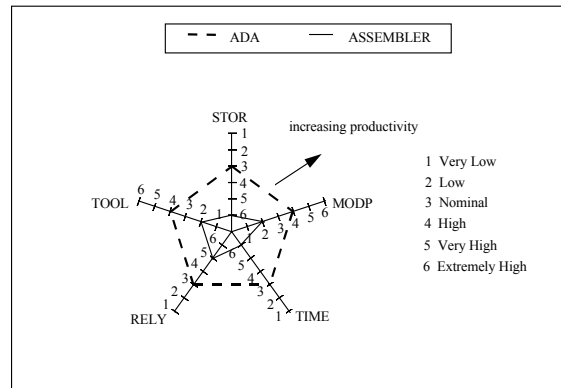 ADA
ASSEMBLER
STOR
1
2
3
4
5
6
increasing productivity
TOOL
6 5 4 3 2 1
1 2 3 4 5 6
MODP
6 5 4 3 2 1
RELY
6 5 4 3 2 1
TIME
1 Very Low
2 Low
3 Nominal
4 High
5 Very High
6 Extremely High